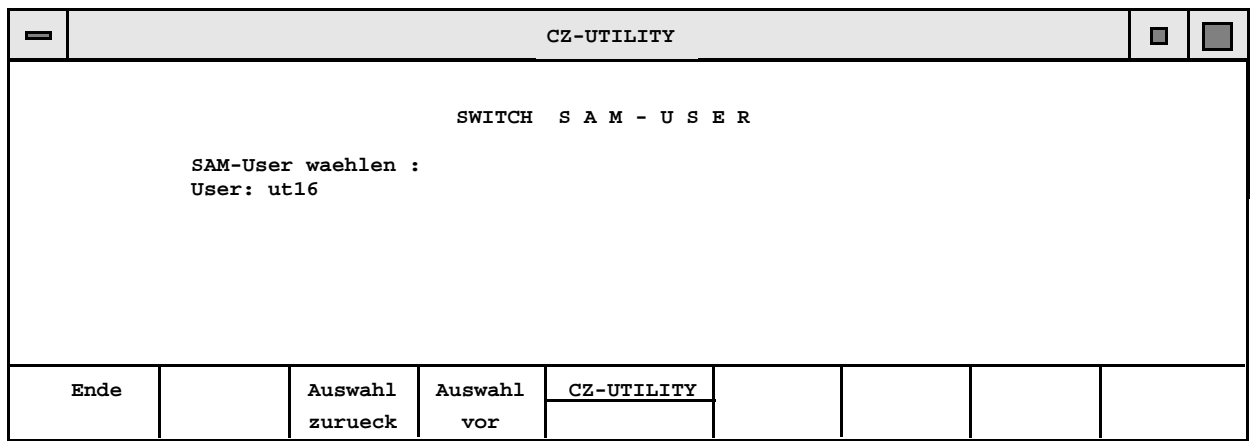 CZ-UTILITY
SWITCH S A M - U S E R
SAM-User waehlen :
User: ut16
Ende Auswahl Auswahl CZ-UTILITY
zurueck vor